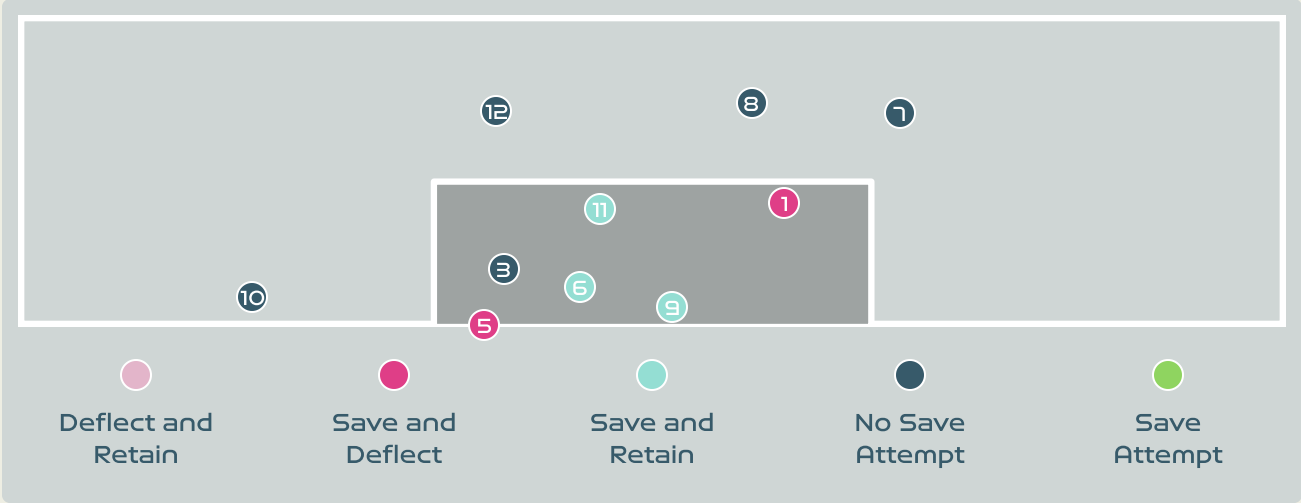 12
8
7
11
1
3
6
10
9
5
Deflect and
Retain
Save and
Deflect
Save and
Retain
No Save
Attempt
Save
Attempt